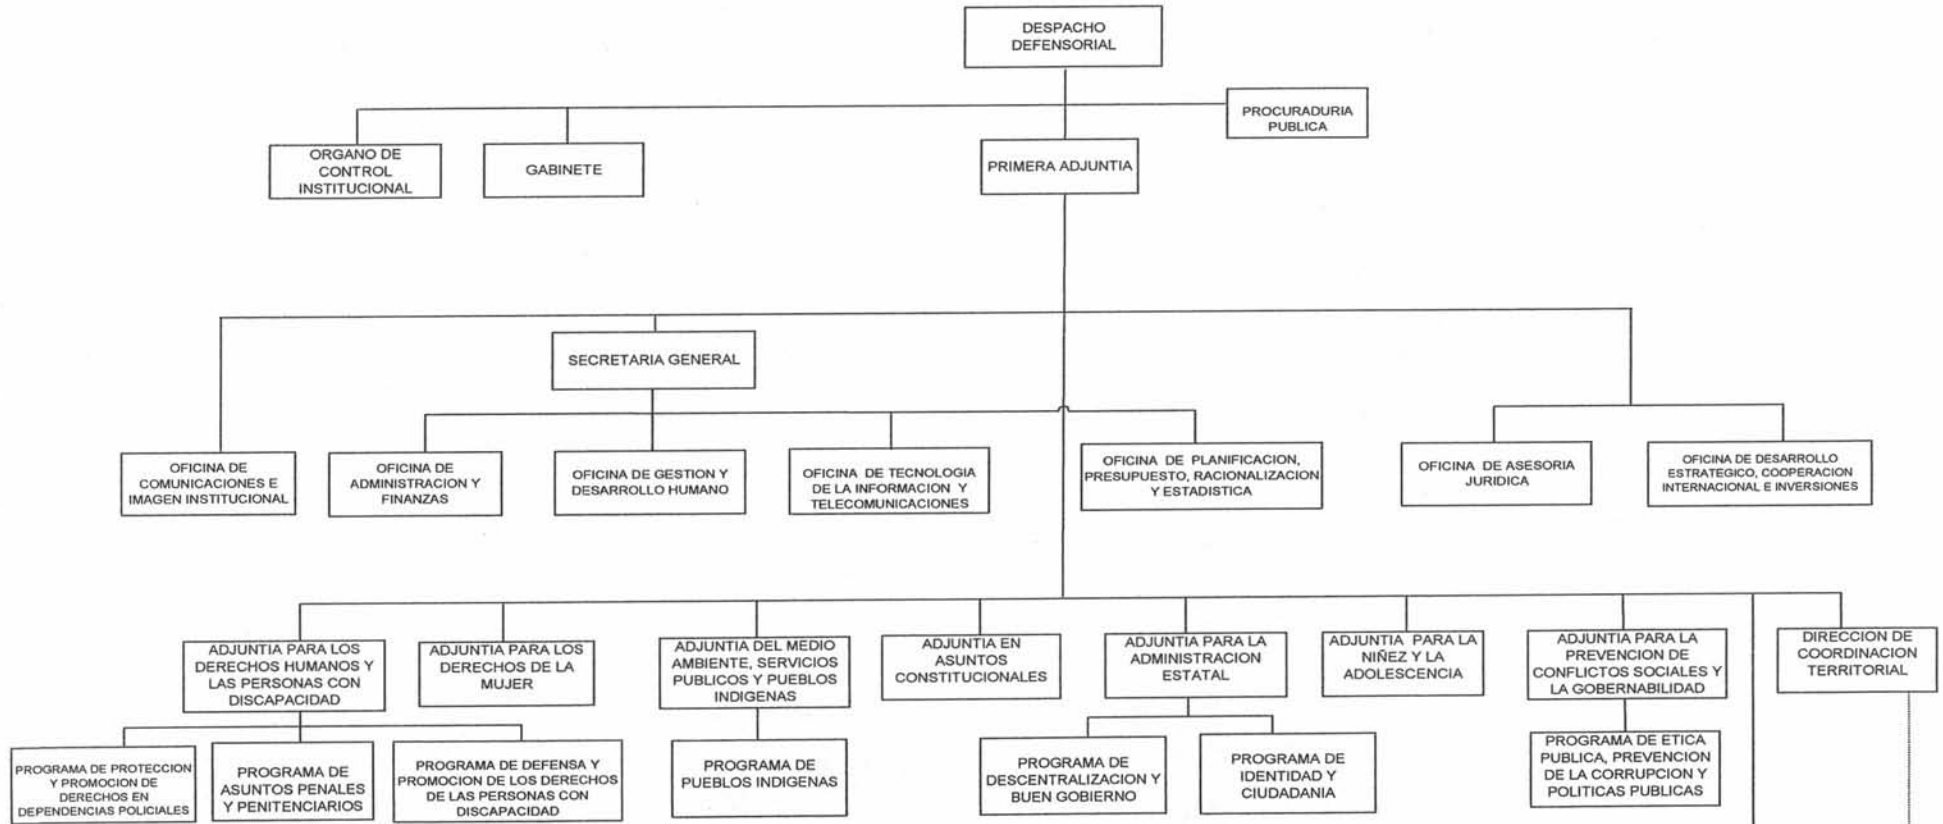 DESPACHO
DEFENSORIAL
PROCURADURIA
PUBLICA
ORGANO DE
CONTROL
INSTITUCIONAL
GABINETE
PRIMERA ADJUNTIA
SECRETARIA GENERAL
OFICINA DE
COMUNICACIONES E
IMAGEN INSTITUCIONAL
OFICINA DE
ADMINISTRACION Y
FINANZAS
OFICINA DE GESTION Y
DESARROLLO HUMANO
OFICINA DE TECNOLOGIA
DE LA INFORMACION Y
TELECOMUNICACIONES
OFICINA DE PLANIFICACION,
PRESUPUESTO, RACIONALIZACION
Y ESTADISTICA
OFICINA DE ASESORIA
JURIDICA
OFICINA DE DESARROLLO
ESTRATEGICO, COOPERACION
INTERNACIONAL E INVERSIONES
ADJUNTIA PARA LOS
DERECHOS HUMANOS Y
LAS PERSONAS CON
DISCAPACIDAD
ADJUNTIA PARA LOS
DERECHOS DE LA
MUJER
ADJUNTIA DEL MEDIO
AMBIENTE, SERVICIOS
PUBLICOS Y PUEBLOS
INDIGENAS
ADJUNTIA EN
ASUNTOS
CONSTITUCIONALES
ADJUNTIA PARA LA
ADMINISTRACION
ESTATAL
ADJUNTIA PARA LA
NIÑEZ Y LA
ADOLESCENCIA
ADJUNTIA PARA LA
PREVENCION DE
CONFLICTOS SOCIALES Y
LA GOBERNABILIDAD
DIRECCION DE
COORDINACION
TERRITORIAL
PROGRAMA DE PROTECCION
Y PROMOCION DE
DERECHOS EN
DEPENDENCIAS POLICIALES
PROGRAMA DE
ASUNTOS PENALES
Y PENITENCIARIOS
PROGRAMA DE DEFENSA Y
PROMOCION DE LOS DERECHOS
DE LAS PERSONAS CON
DISCAPACIDAD
PROGRAMA DE
PUEBLOS INDIGENAS
PROGRAMA DE
DESCENTRALIZACION Y
BUEN GOBIERNO
PROGRAMA DE
IDENTIDAD Y
CIUDADANIA
PROGRAMA DE ETICA
PUBLICA, PREVENCION
DE LA CORRUPCION Y
POLITICAS PUBLICAS